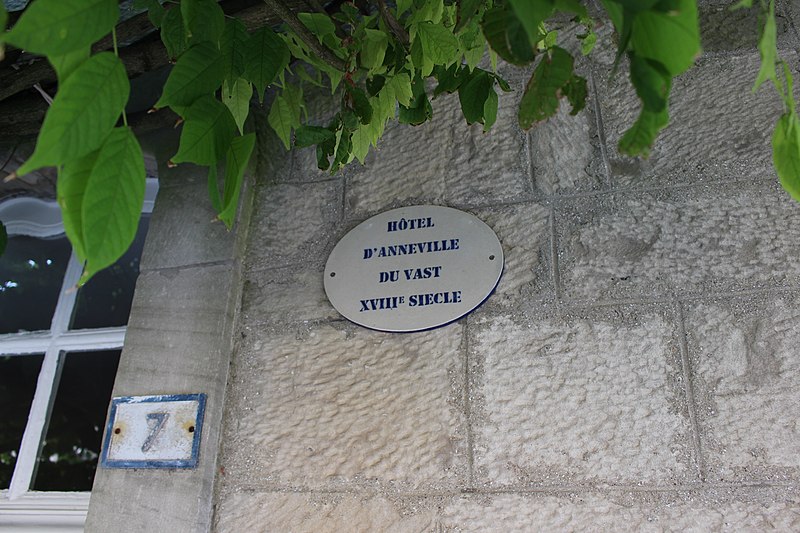 HÔTEL
D'ANNEVILLE
DU VAST
XVIIIE SIECLE
7